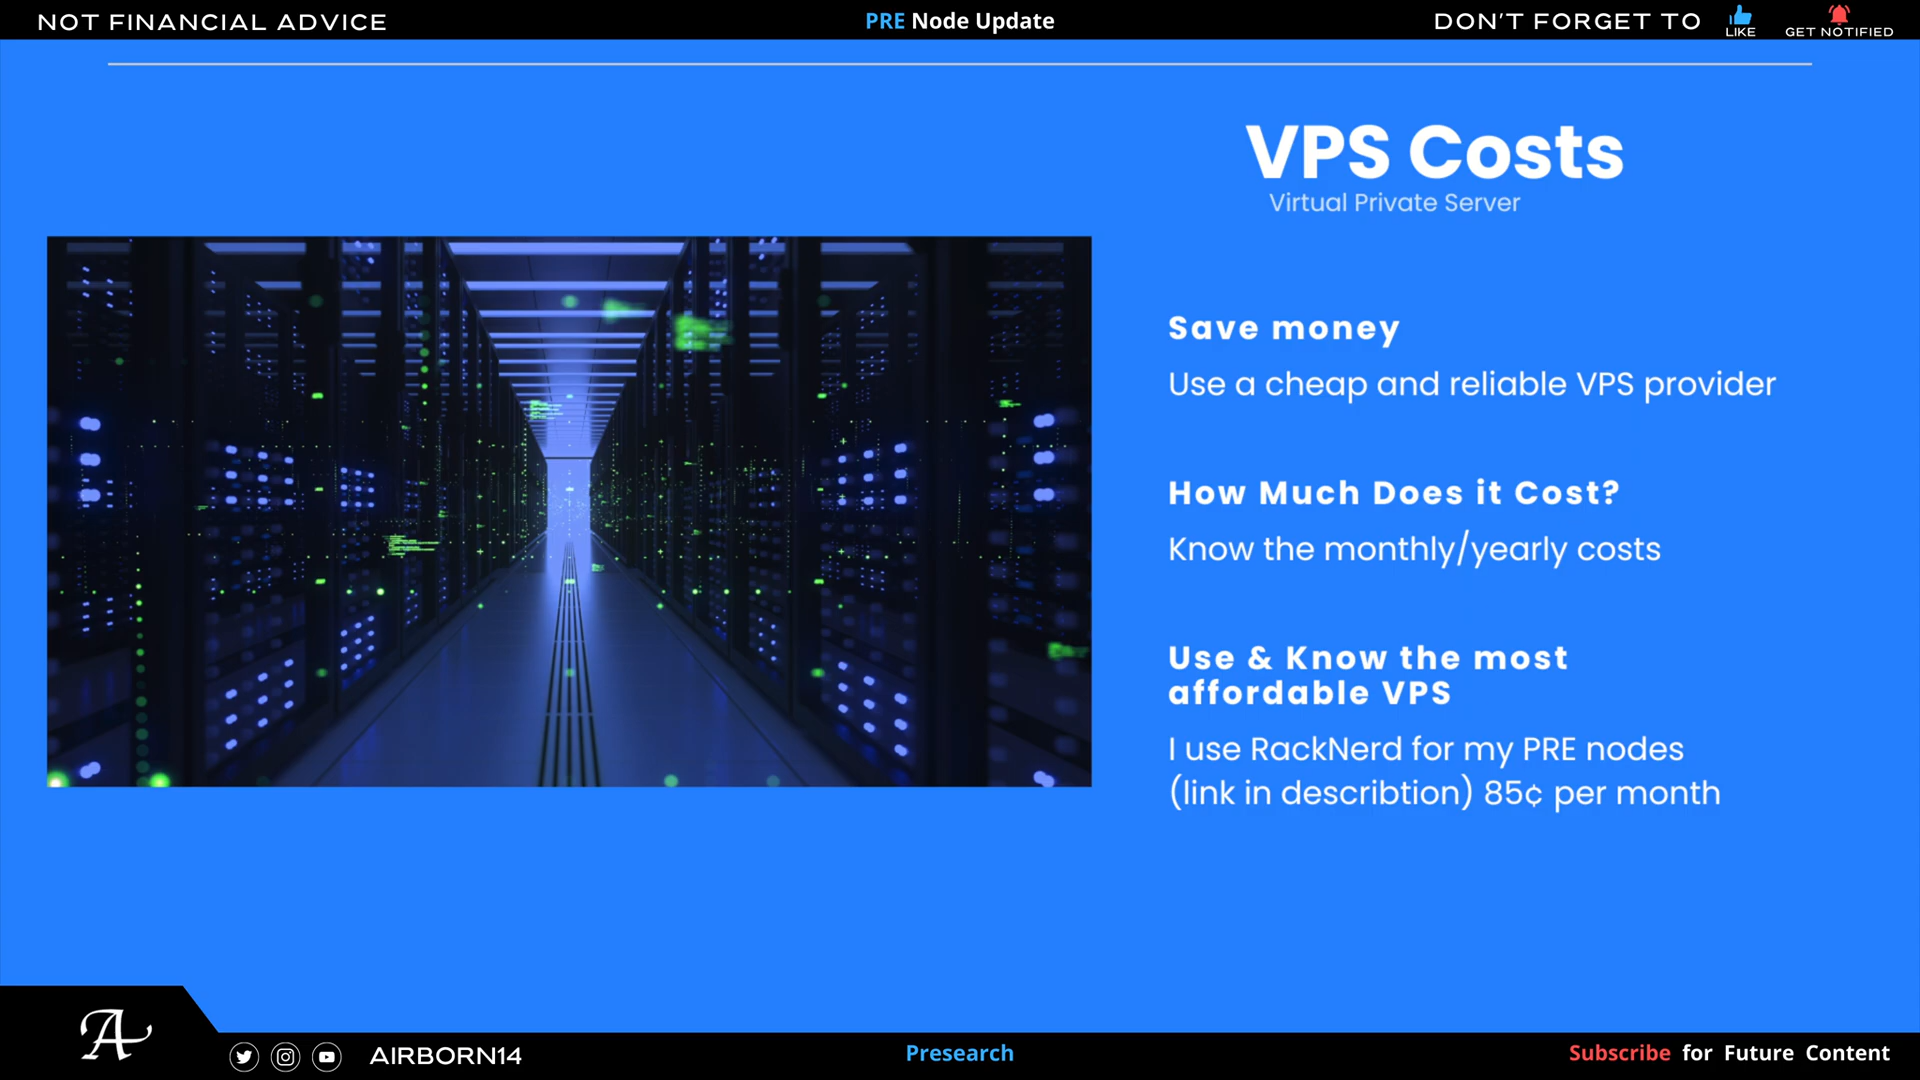 NOT FINANCIAL ADVICE
PRE Node Update
DON'T FORGET TO
LIKE
GET NOTIFIED
VPS Costs
Virtual Private Server
Save money
Use a cheap and reliable VPS provider
How Much Does it Cost?
Know the monthly/yearly costs
Use & Know the most
affordable VPS
I use RackNerd for my PRE nodes
(link in describtion) 85¢ per month
A
AIRBORN14
Presearch
Subscribe for Future Content